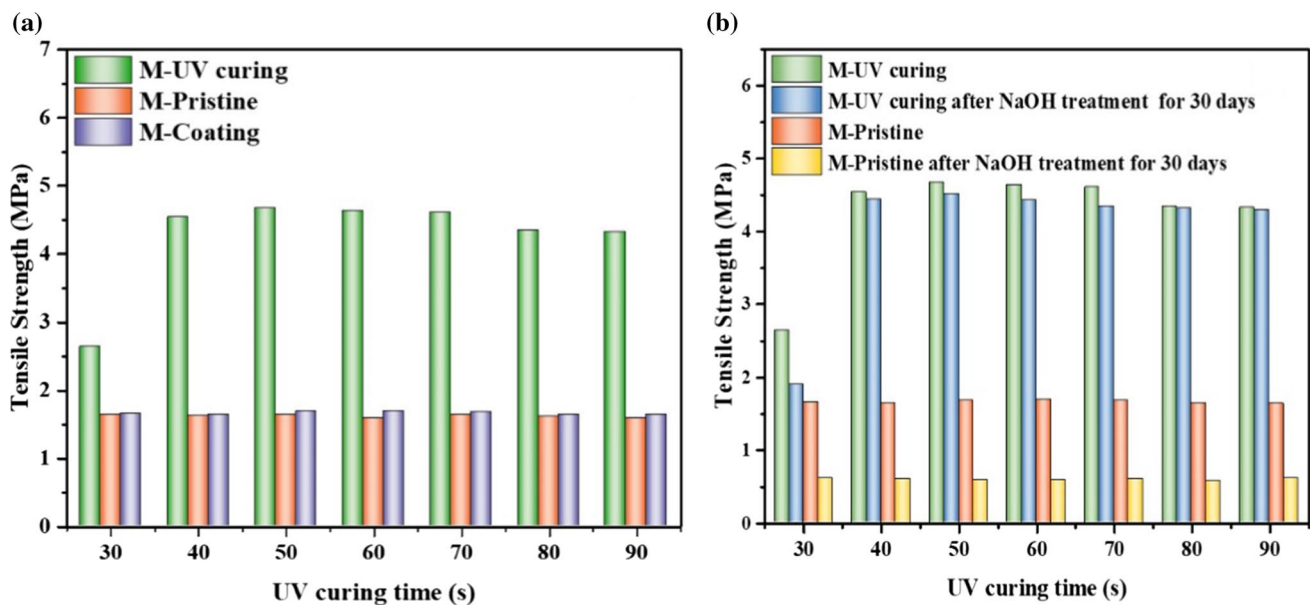 (a)
7
6
5
4
3
2
1
0
Tensile Strength (MPa)
M-UV curing
M-Pristine
M-Coating
30 40 50 60 70 80 90
UV curing time (s)
(b)
6
5
4
3
2
1
0
Tensile Strength (MPa)
M-UV curing
M-UV curing after NaOH treatment for 30 days
M-Pristine
M-Pristine after NaOH treatment for 30 days
30 40 50 60 70 80 90
UV curing time (s)